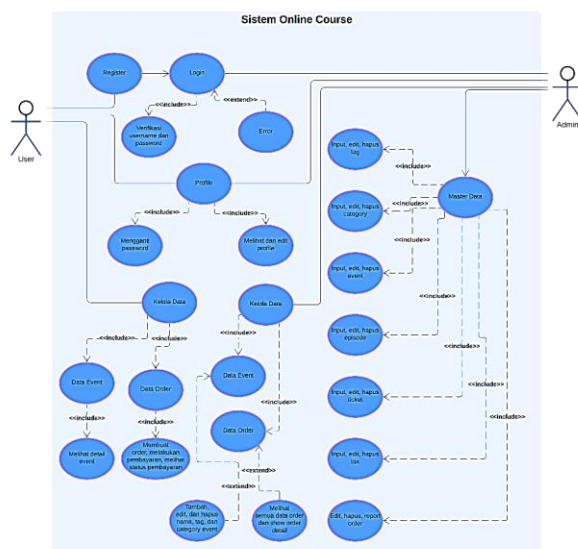 Sistem Online Course
Register
Login
<<include>>
<<extend>>
User
Admin
Verifikasi
username dan
password
Error
Input, edit, hapus
tag
<<include>>
Profile
Master Data
<<include>>
<<include>>
Input, edit, hapus
category
<<include>>
<<include>>
Mengganti
password
Melihat dan edit
profile
Input, edit, hapus
event
<<include>>
Kelola Data
Kelola Data
<<include>>
<<include>>
<<include>>
<<include>>
Input, edit, hapus
episode
<<include>>
Data Event
Data Order
Data Event
Input, edit, hapus
ticket
<<include>>
<<include>>
<<include>>
Data Order
Melihat detail
event
Membuat
order, melakukan
pembayaran, melihat
status pembayaran
Input, edit, hapus
tax
<<include>>
<<extend>>
<<extend>>
Tambah,
edit, dan hapus
nama, tag, dan
category event
Melihat
semua data order
dan show order
detail
Edit, hapus, report
order